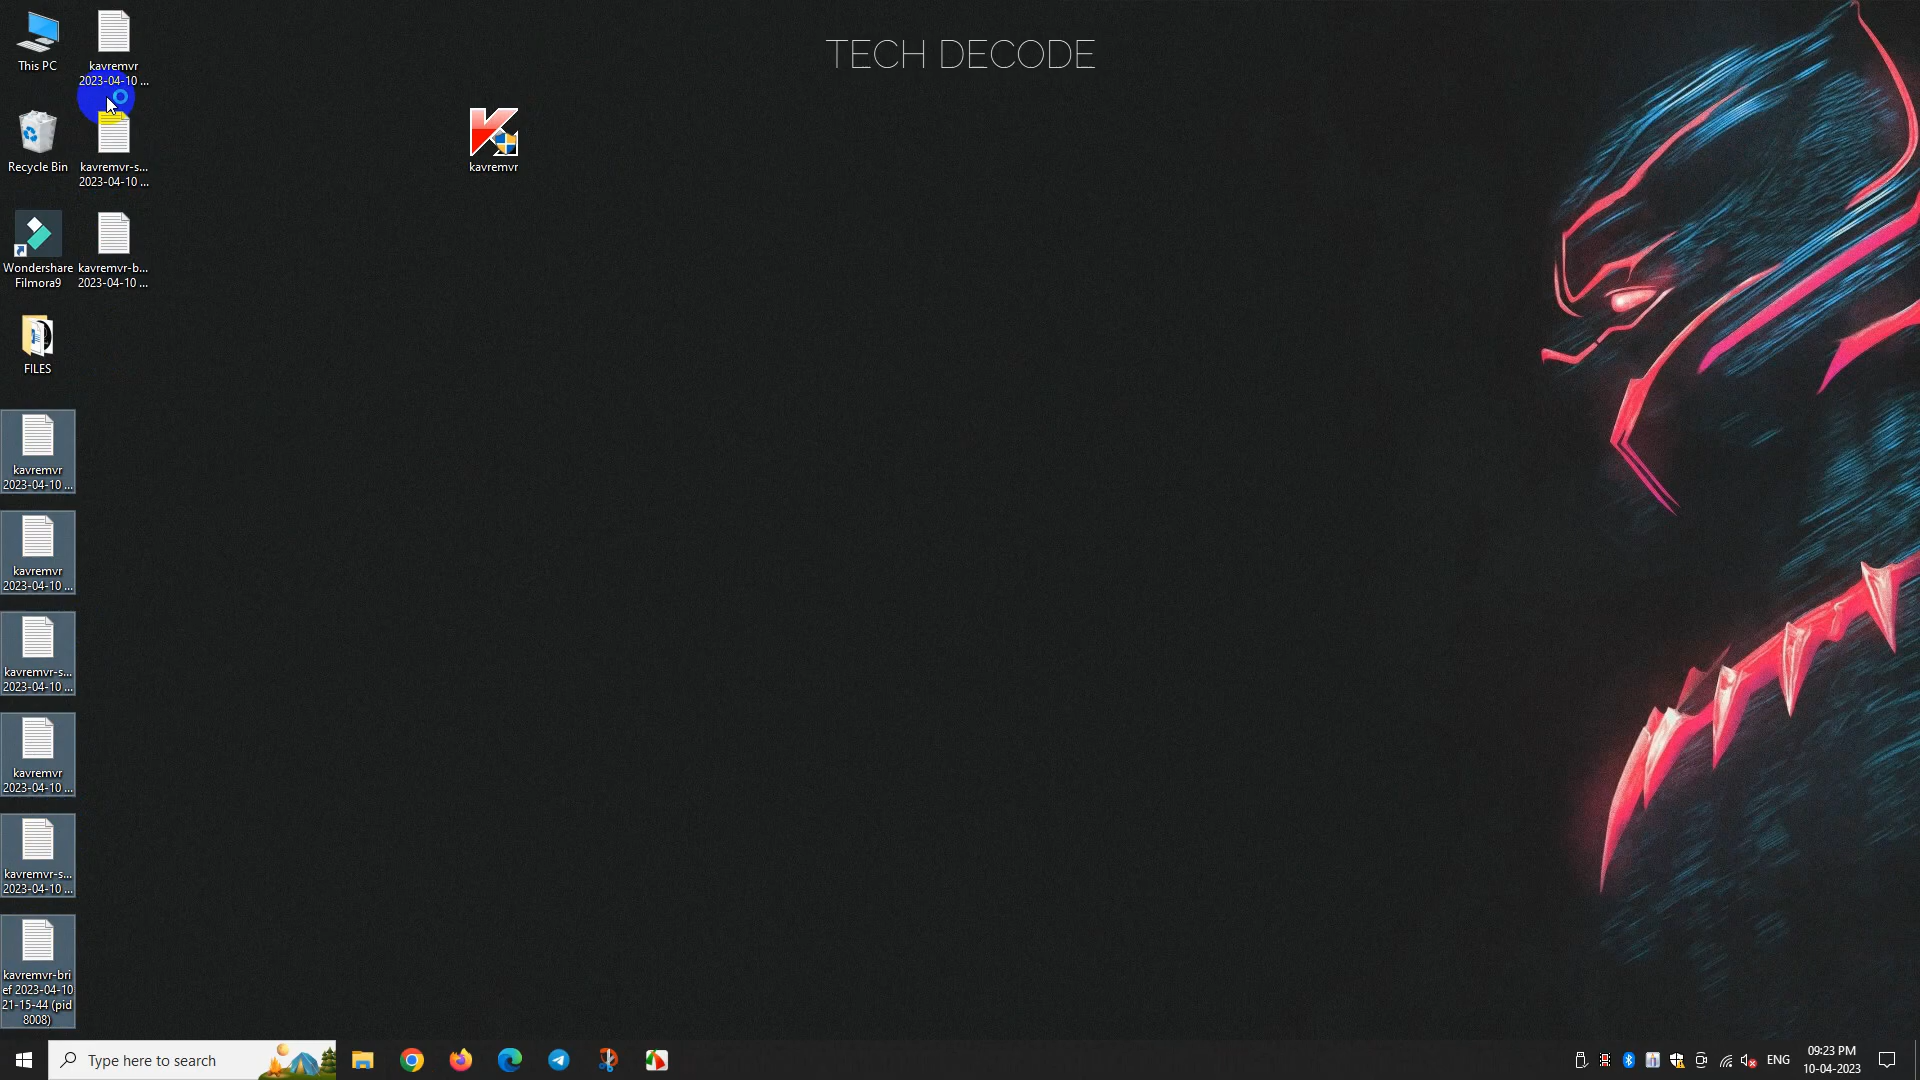 TECH DECODE
This PC
kavremvr
2023-04-10 ...
Recycle Bin
kavremvr-s...
2023-04-10 ...
Wondershare
Filmora9
kavremvr-b...
2023-04-10 ...
FILES
kavremvr
kavremvr
2023-04-10 ...
kavremvr
2023-04-10 ...
kavremvr-s...
2023-04-10 ...
kavremvr
2023-04-10 ...
kavremvr-s...
2023-04-10 ...
kavremvr-bri
ef 2023-04-10
21-15-44 (pid
8008)
Type here to search
ENG
09:23 PM
10-04-2023